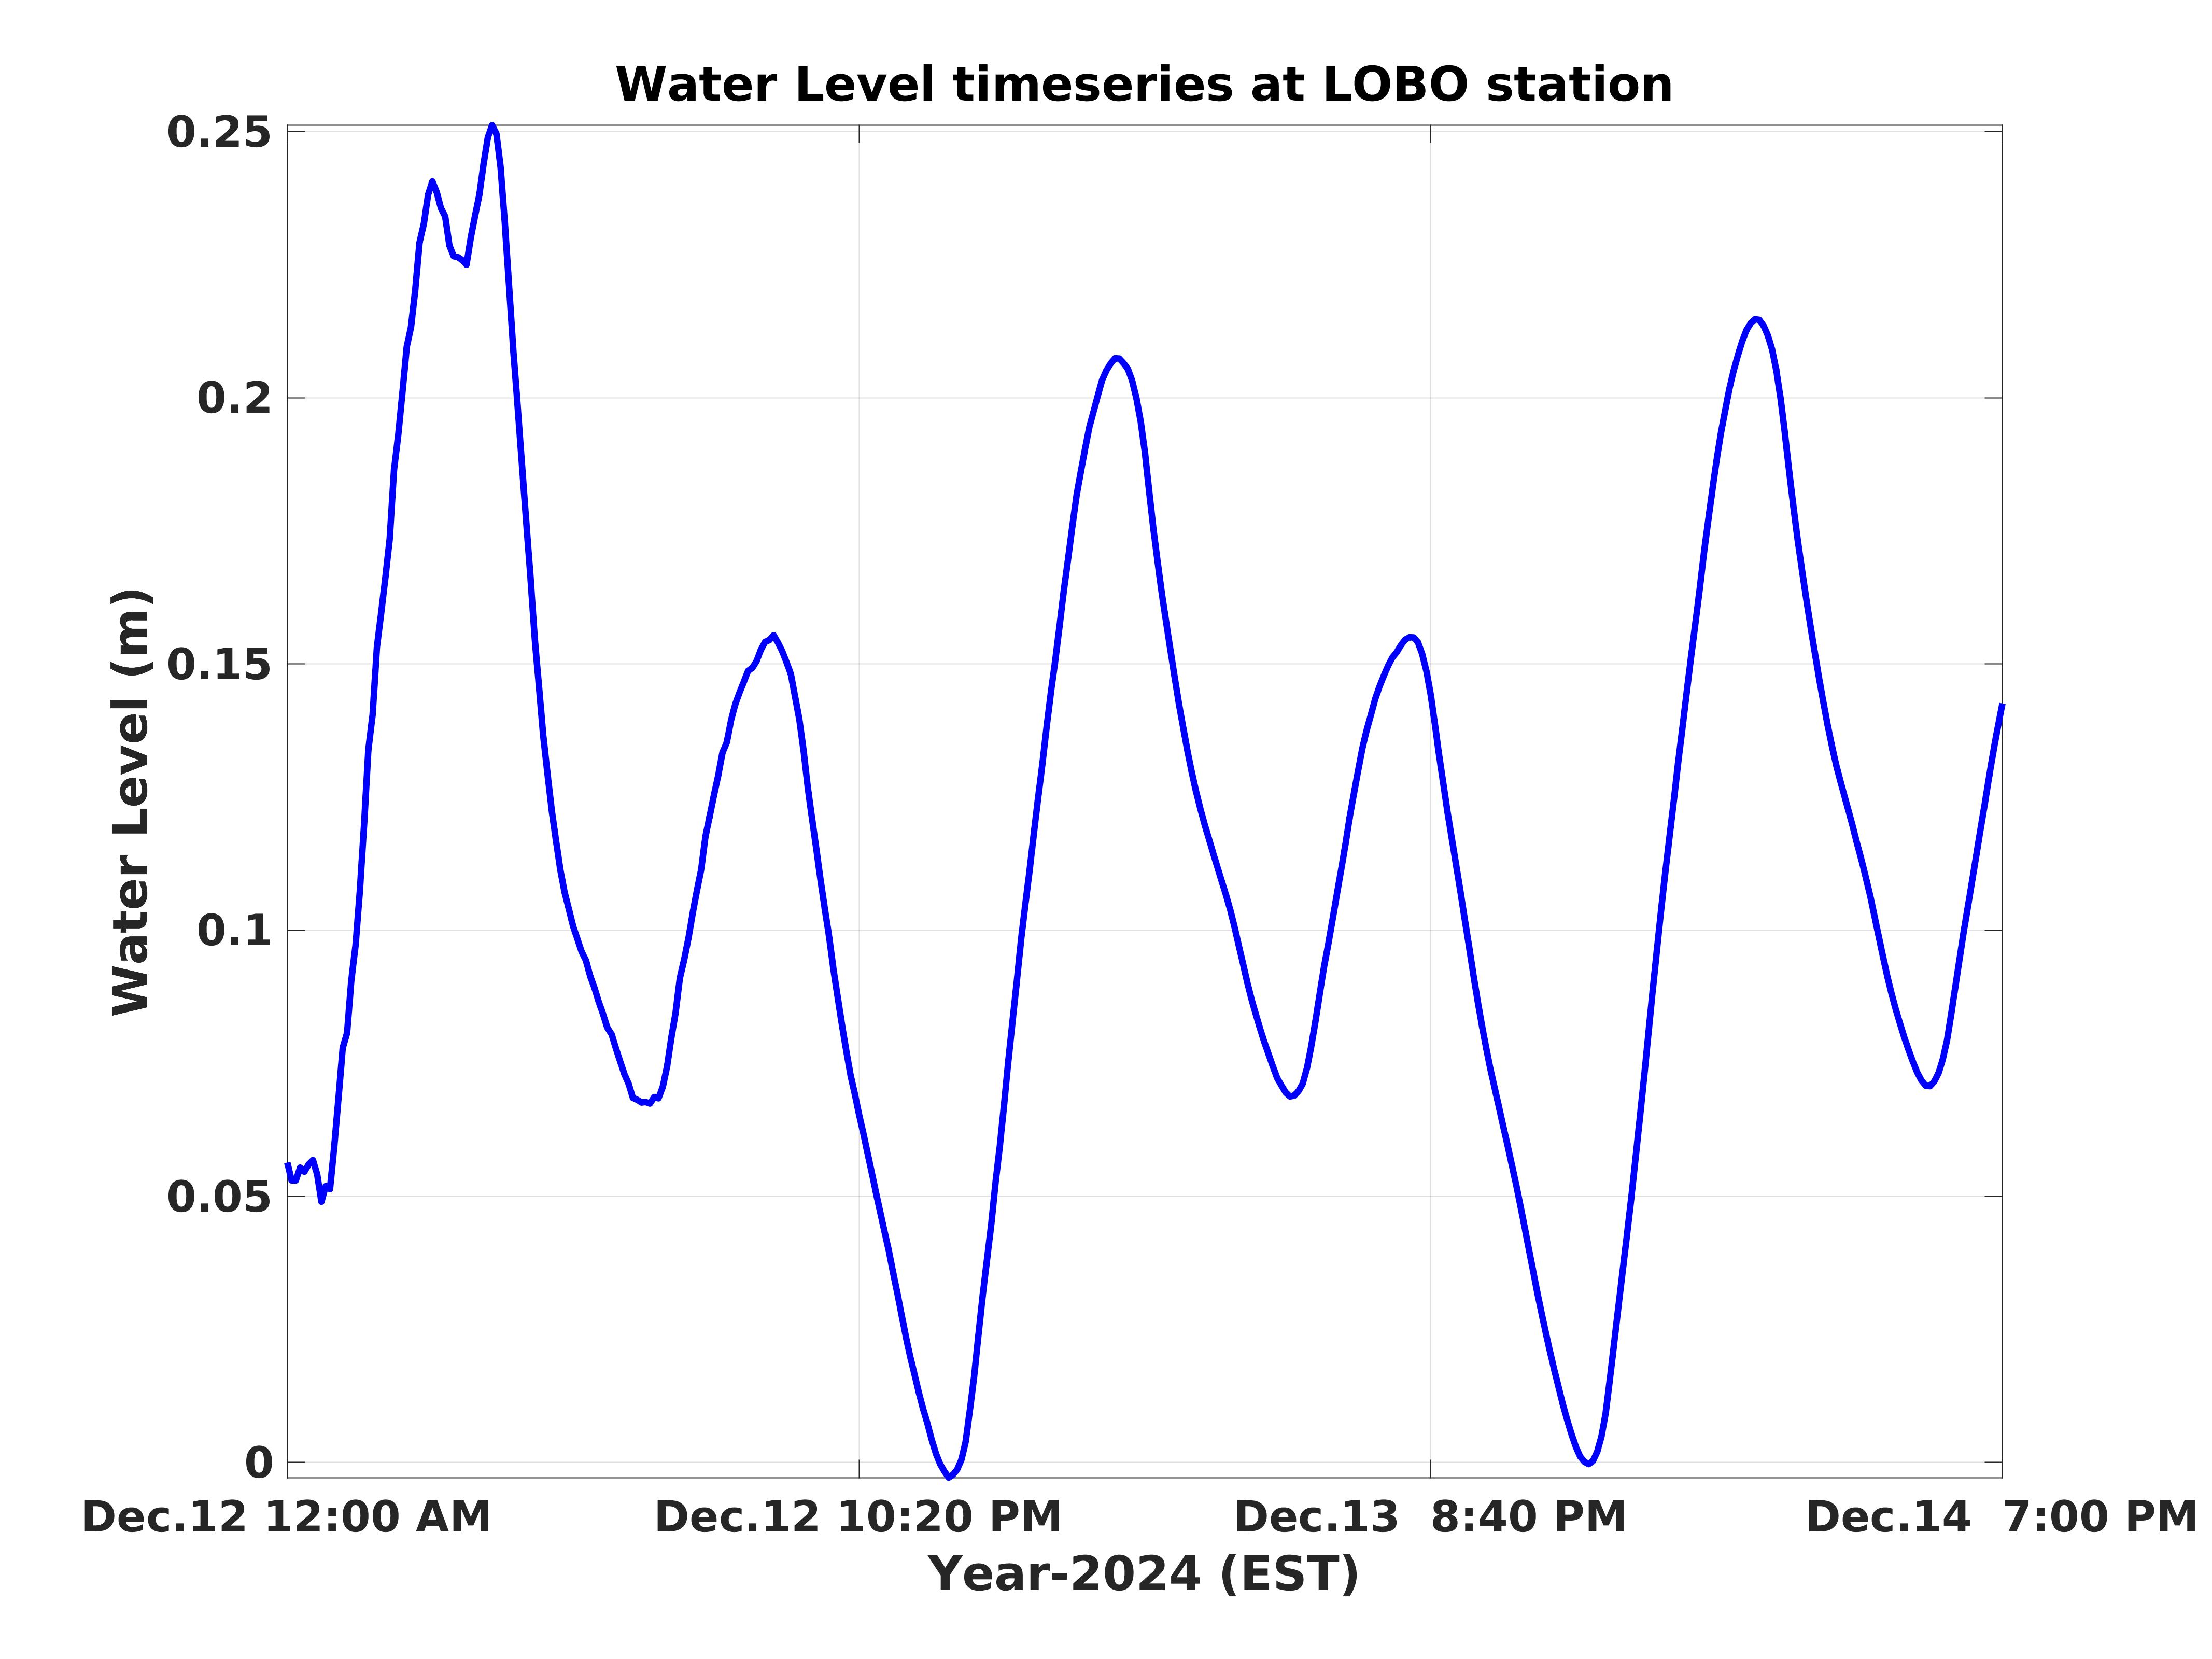 Water Level timeseries at LOBO station
Water Level (m)
0.25
0.2
0.15
0.1
0.05
0
Dec.12 12:00 AM Dec.12 10:20 PM Dec.13 8:40 PM Dec.14 7:00 PM
Year-2024 (EST)